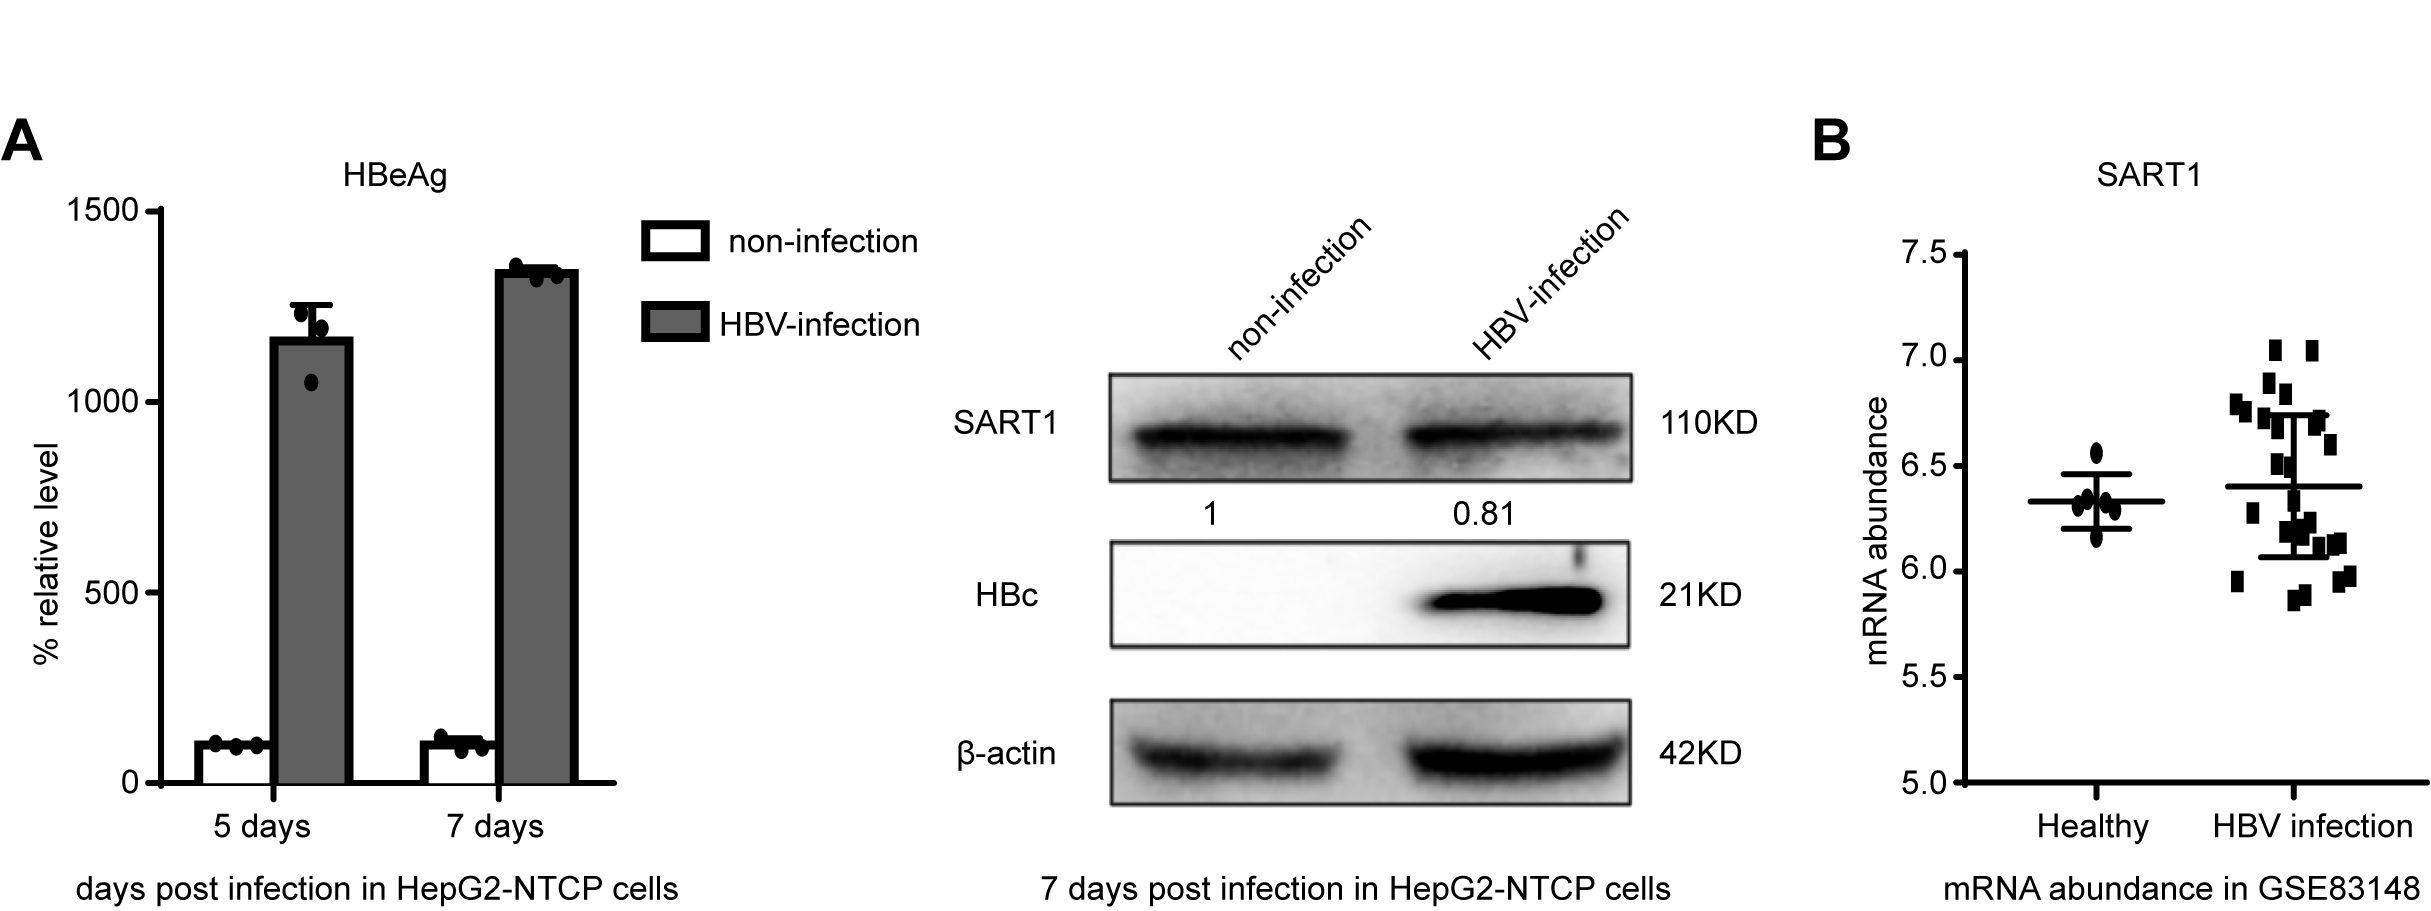 A
HBeAg
1500
1000
500
0
% relative level
5 days
7 days
days post infection in HepG2-NTCP cells
non-infection
HBV-infection
non-infection
HBV-infection
SART1
110KD
1
0.81
HBc
21KD
β-actin
42KD
7 days post infection in HepG2-NTCP cells
B
SART1
7.5
7.0
6.5
6.0
5.5
5.0
mRNA abundance
Healthy
HBV infection
mRNA abundance in GSE83148